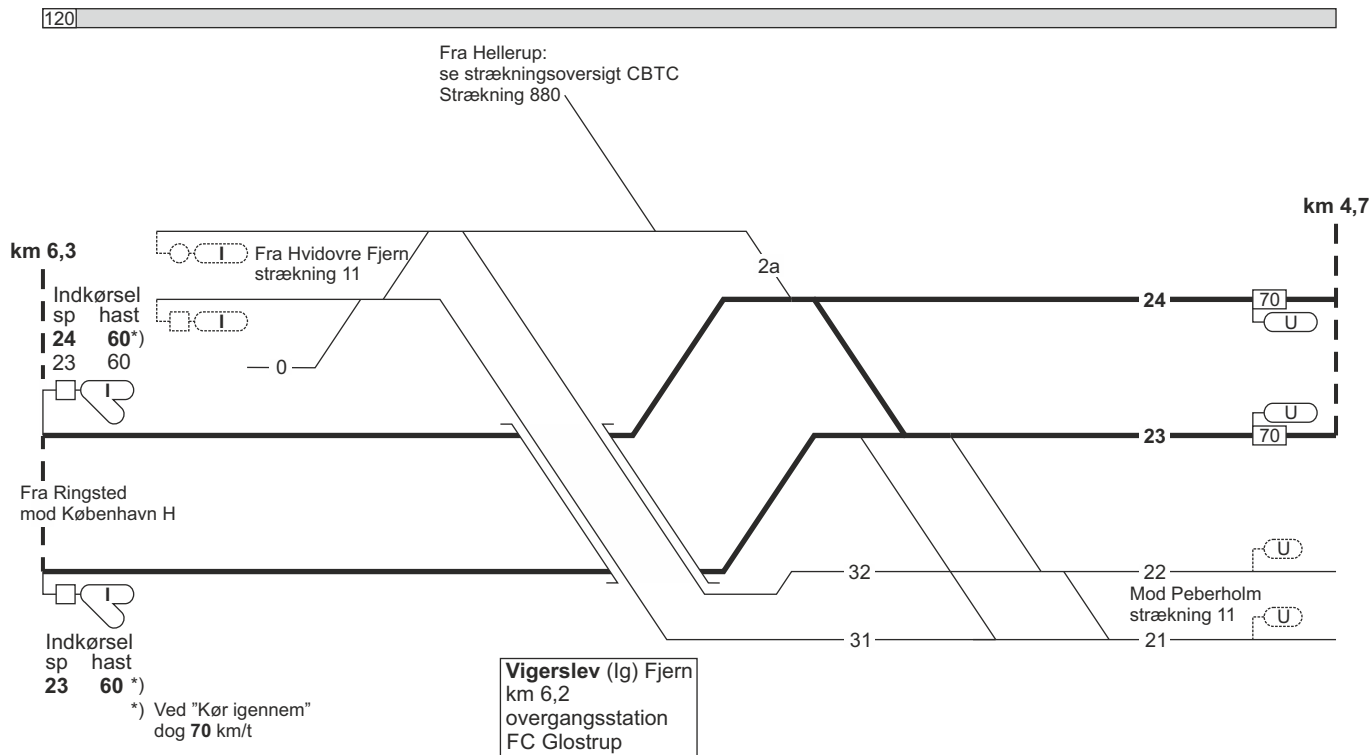 120
Fra Hellerup:
se strækningsoversigt CBTC
Strækning 880
km 4,7
km 6,3
I
Fra Hvidovre Fjern
strækning 11
2a
Indkørsel
sp hast
24 60*)
23 60
I
0
I
24
70
U
U
23
70
Fra Ringsted
mod København H
U
32
22
Mod Peberholm
strækning 11
I
U
31
21
Indkørsel
sp hast
23 60 *)
*) Ved ”Kør igennem”
dog 70 km/t
Vigerslev (Ig) Fjern
km 6,2
overgangsstation
FC Glostrup